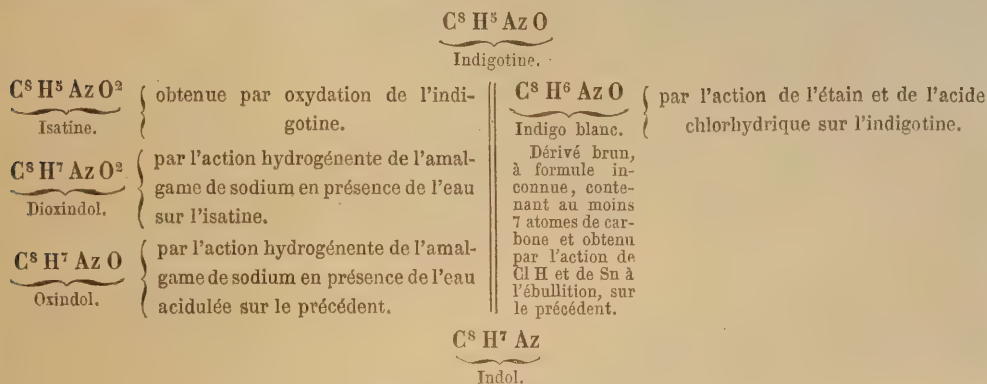 C⁸ H⁵ Az O
Indigotine.
C⁸ H⁵ Az O²
Isatine.
obtenue par oxydation de l'indi-
gotine.
C⁸ H⁷ Az O²
Dioxindol.
par l'action hydrogénente de l'amal-
game de sodium en présence de l'eau
sur l'isatine.
C⁸ H⁷ Az O
Oxindol.
par l'action hydrogénente de l'amal-
game de sodium en présence de l'eau
acidulée sur le précédent.
C⁸ H⁶ Az O
Indigo blanc.
par l'action de l'étain et de l'acide
chlorhydrique sur l'indigotine.
Dérivé brun,
à formule in-
connue, conte-
nant au moins
7 atomes de car-
bone et obtenu
par l'action de
Cl H et de Sn à
l'ébullition, sur
le précédent.
C⁸ H⁷ Az
Indol.